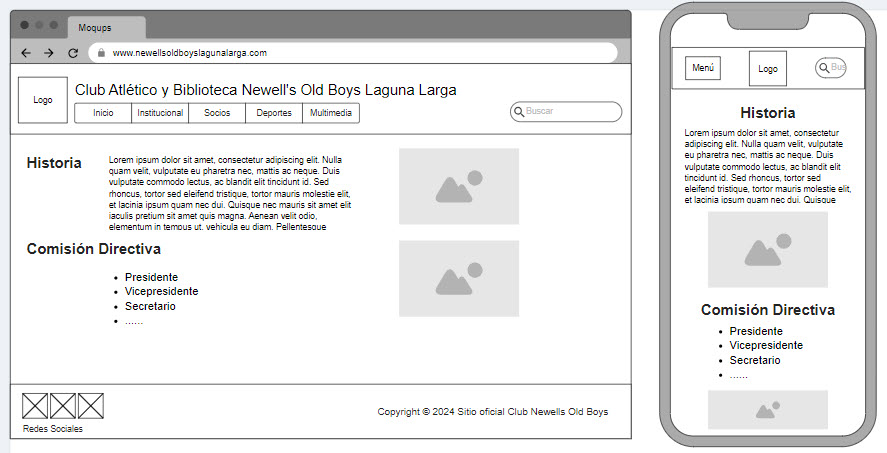 Moqups
www.newellsoldboyslagunalarga.com
Logo
Club Atlético y Biblioteca Newell's Old Boys Laguna Larga
Inicio
Institucional
Socios
Deportes
Multimedia
Buscar
Historia
Lorem ipsum dolor sit amet, consectetur adipiscing elit. Nulla
quam velit, vulputate eu pharetra nec, mattis ac neque. Duis
vulputate commodo lectus, ac blandit elit tincidunt id. Sed
rhoncus, tortor sed eleifend tristique, tortor mauris molestie elit,
et lacinia ipsum quam nec dui. Quisque nec mauris sit amet elit
iaculis pretium sit amet quis magna. Aenean velit odio,
elementum in tempus ut, vehicula eu diam. Pellentesque
Comisión Directiva
• Presidente
• Vicepresidente
• Secretario
• ......
Redes Sociales
Copyright © 2024 Sitio oficial Club Newells Old Boys
Menú
Logo
Bus
Historia
Lorem ipsum dolor sit amet, consectetur
adipiscing elit. Nulla quam velit, vulputate eu
pharetra nec, mattis ac neque. Duis
vulputate commodo lectus, ac blandit elit
tincidunt id. Sed rhoncus, tortor sed
eleifend tristique, tortor mauris molestie elit,
et lacinia ipsum quam nec dui. Quisque
Comisión Directiva
• Presidente
• Vicepresidente
• Secretario
• ......